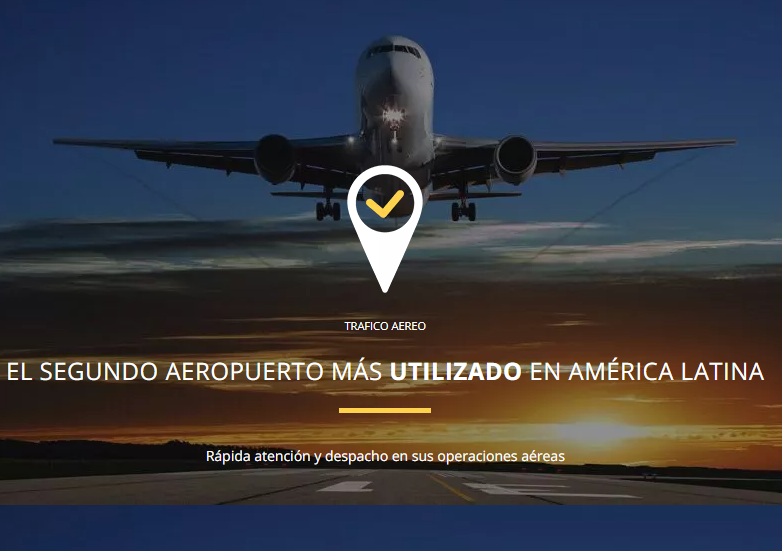 TRAFICO AEREO
EL SEGUNDO AEROPUERTO MÁS UTILIZADO EN AMÉRICA LATINA
Rápida atención y despacho en sus operaciones aéreas